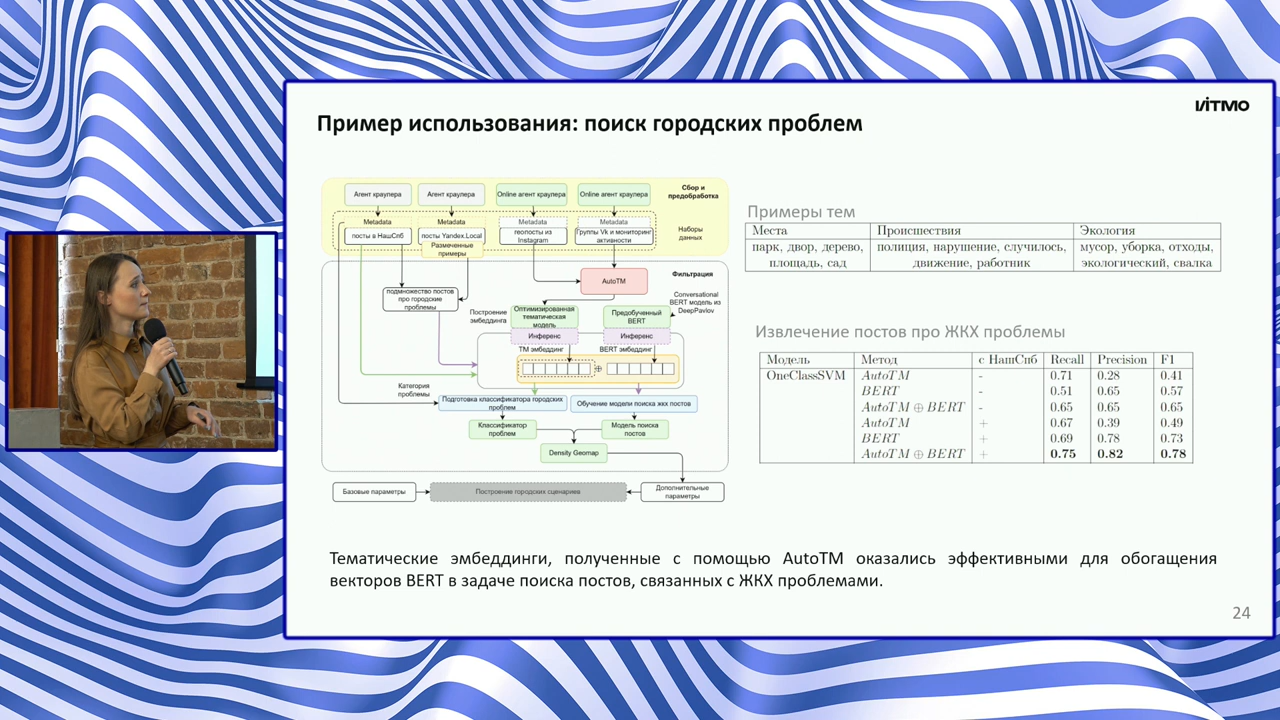 ИТМО
Пример использования: поиск городских проблем
Агент краулера
Агент краулера
Online агент краулера
Online агент краулера
Сбор и
предобработка
Metadata
Metadata
Metadata
Metadata
посты в НашСпб
посты Yandex.Local
геопосты из
Instagram
группы Vk и мониторинг
активности
Наборы
данных
Размеченные
примеры
Фильтрация
AutoTM
подмножество постов
про городские
проблемы
Conversational
BERT модель из
DeepPavlov
Построение
эмбеддинга
Оптимизированная
тематическая
модель
Предобученный
BERT
Инференс
Инференс
TM эмбеддинг
BERT эмбеддинг
Категория
проблемы
Подготовка классификатора городских
проблем
Обучение модели поиска жкх постов
Классификатор
проблем
Модель поиска
постов
Density Geomap
Базовые параметры
Построение городских сценариев
Дополнительные
параметры
Примеры тем
Места Происшествия Экология
парк, двор, дерево, полиция, нарушение, случилось, мусор, уборка, отходы,
площадь, сад движение, работник экологический, свалка
Извлечение постов про ЖКХ проблемы
Модель Метод с НашСпб Recall Precision F1
OneClassSVM AutoTM - 0.71 0.28 0.41
BERT - 0.51 0.65 0.57
AutoTM ⊕ BERT - 0.65 0.65 0.65
AutoTM + 0.67 0.39 0.49
BERT + 0.69 0.78 0.73
AutoTM ⊕ BERT + 0.75 0.82 0.78
Тематические эмбеддинги, полученные с помощью AutoTM оказались эффективными для обогащения
векторов BERT в задаче поиска постов, связанных с ЖКХ проблемами.
24